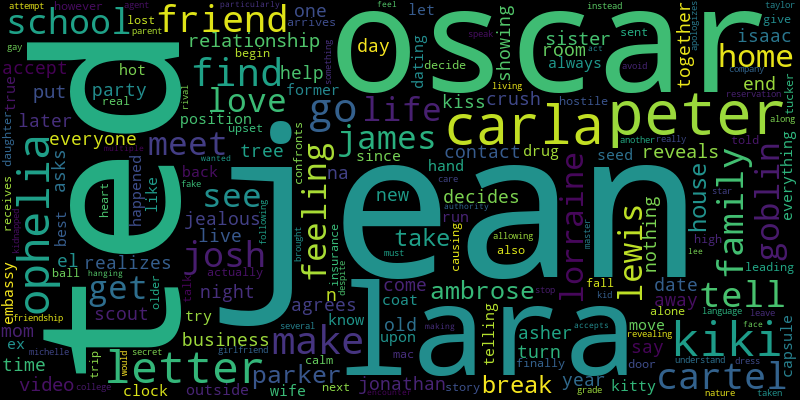 attempt however agent particularly feel instead sent apologizes taylor
school lost parent friend one arrives let dating showing sister room always together give isaac home
gay true accept put hot party real find rival relationship begin help former day oscar decide speak act avoid living company reservation end tucker along
ted later position love go life kiss crush hostile peter
everyone meet upset tree carla another really told everything
daughter asks happened like jealous back wanted confronts james since contact drug seed reveals
ophelia best heart fake see feeling na hand decides run lorraine house family goblin
receives live josh following new take causing allowing also lewis nothing high
embassy el realizes actually talk jean care authority must master star lee leading
ball hanging get night brought insurance despite come ambrose telling fall kid date away tell
friendship scout older n agrees coat stop revealing language leave
mom ex trip would secret try several know old upon asher turn accepts move alone say kiki face capsule
michelle girlfriend business calm making lara finally door understand dress
time letter make mac
video college clock outside parker wife next jonathan encounter story break year grade kitty cartel nature taken
something kidnapped multiple